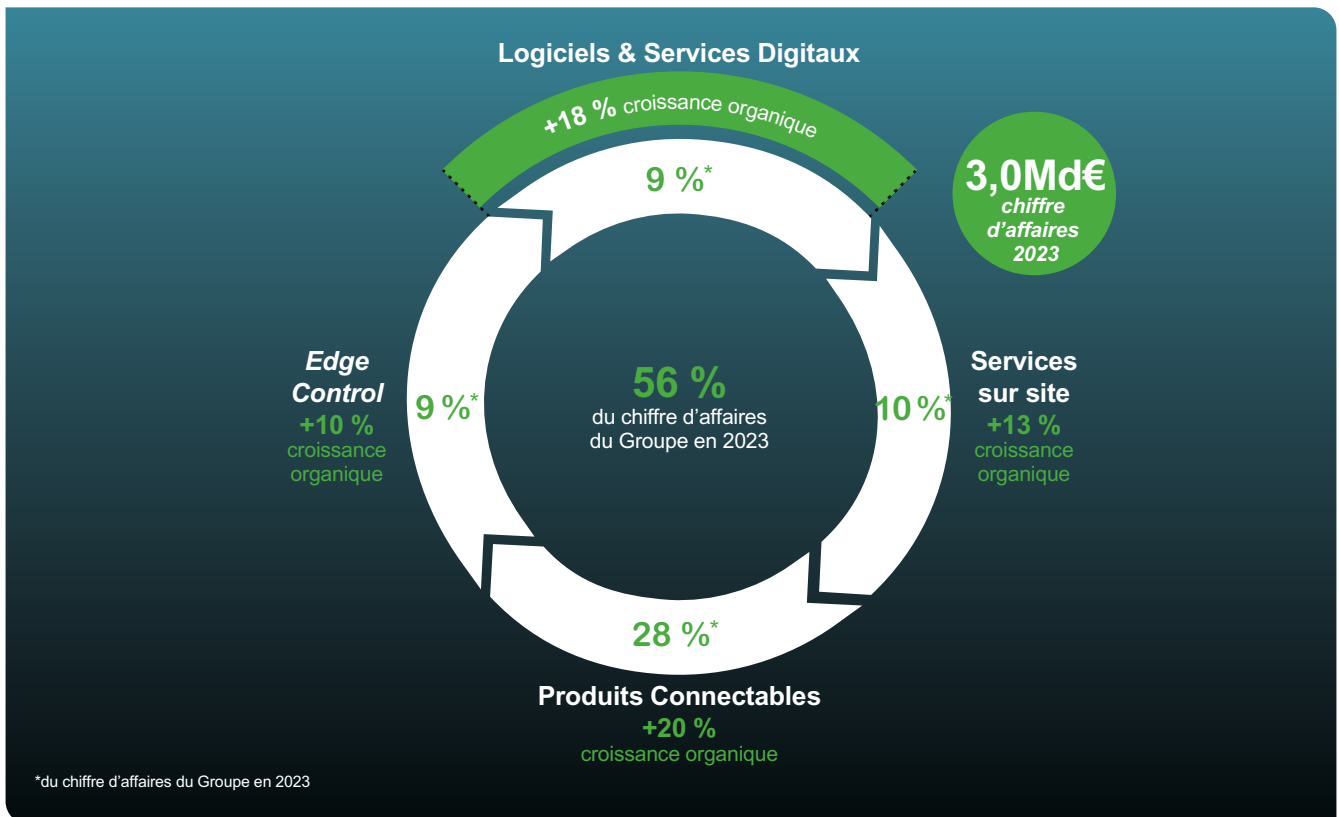 Logiciels & Services Digitaux
+18 % croissance organique
9 %*
3,0Md€
chiffre
d’affaires
2023
Edge
Control
+10 %
croissance
organique
9 %*
56 %
du chiffre d’affaires
du Groupe en 2023
10 %*
Services
sur site
+13 %
croissance
organique
28 %*
Produits Connectables
+20 %
croissance organique
*du chiffre d’affaires du Groupe en 2023